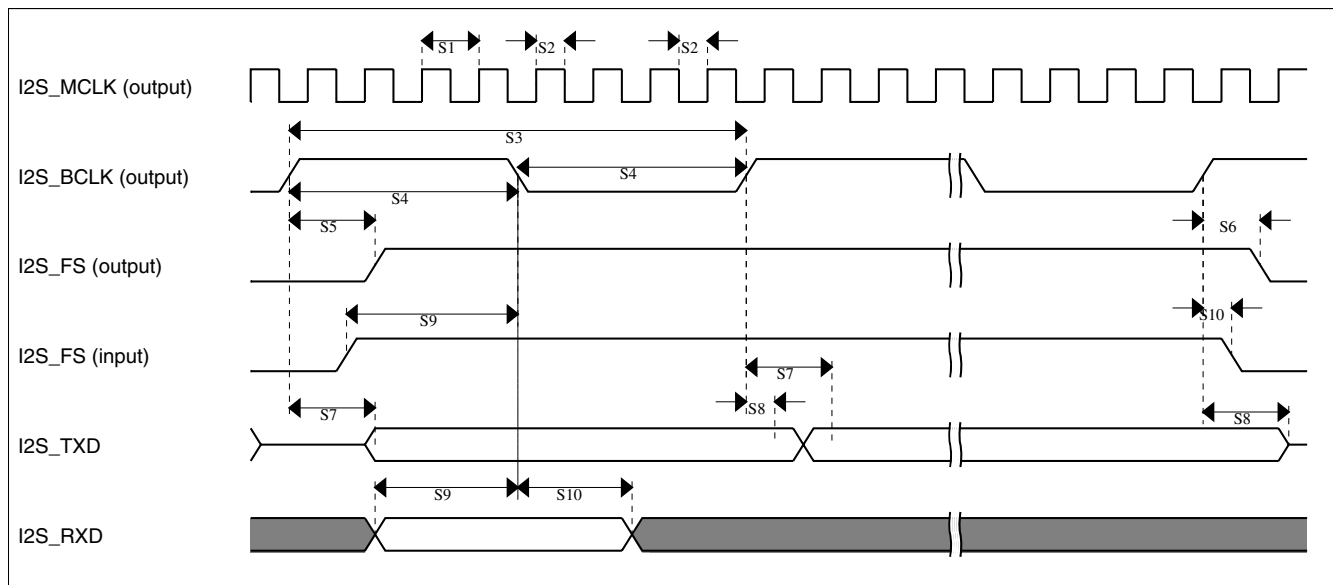 S1 S2 S2
I2S_MCLK (output)
S3
I2S_BCLK (output)
S4
S4
S5 S6
I2S_FS (output)
S9 S10
I2S_FS (input)
S7
S7 S8 S8
I2S_TXD
S9 S10
I2S_RXD